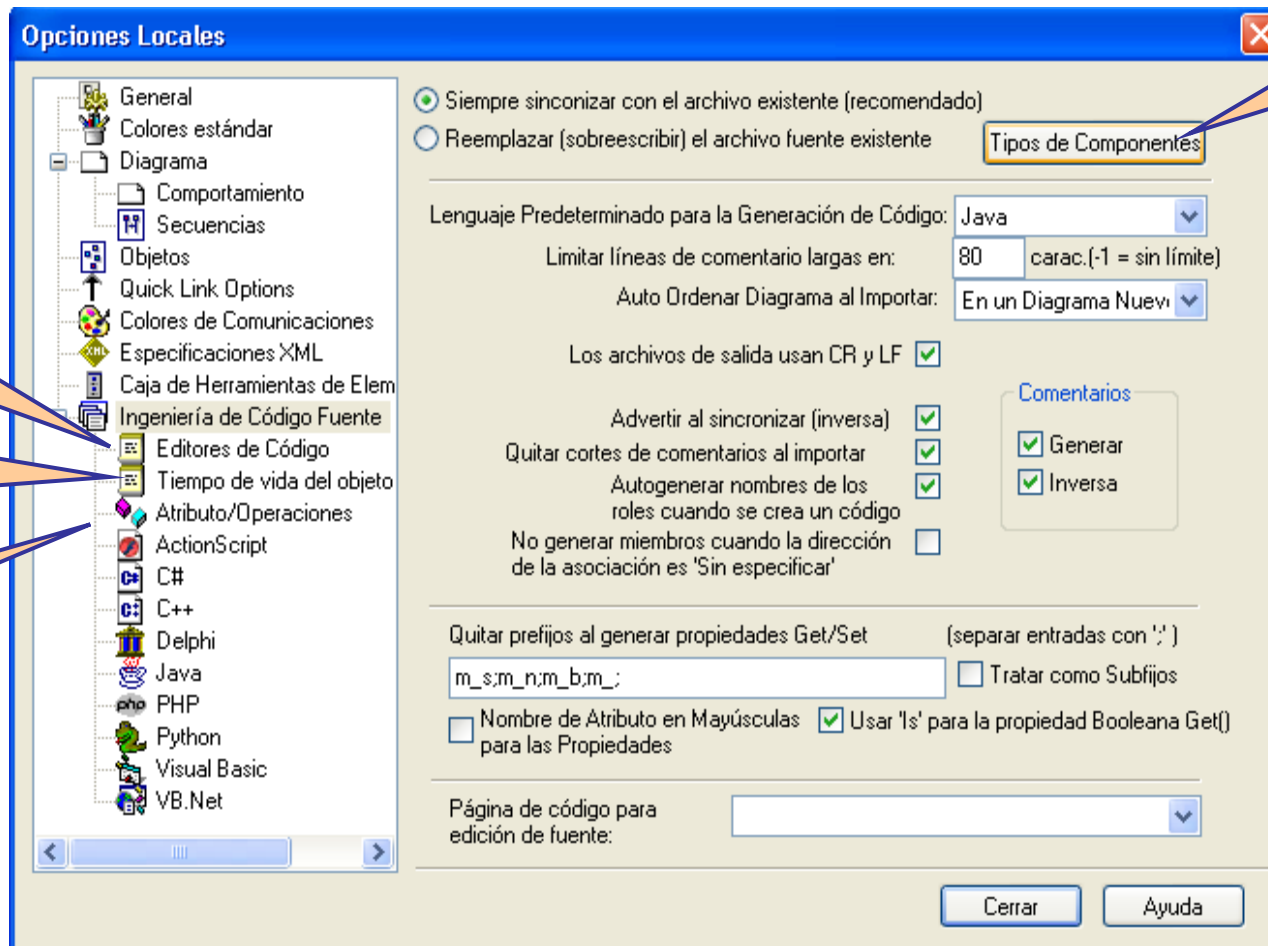 Opciones Locales
General
Colores estándar
Diagrama
Comportamiento
Secuencias
Objetos
Quick Link Options
Colores de Comunicaciones
Especificaciones XML
Caja de Herramientas de Elem
Ingeniería de Código Fuente
Editores de Código
Tiempo de vida del objeto
Atributo/Operaciones
ActionScript
C#
C++
Delphi
Java
PHP
Python
Visual Basic
VB.Net
Siempre sinconizar con el archivo existente (recomendado)
Reemplazar (sobreescribir) el archivo fuente existente
Tipos de Componentes
Lenguaje Predeterminado para la Generación de Código: Java
Limitar líneas de comentario largas en: 80 carac.(-1 = sin límite)
Auto Ordenar Diagrama al Importar: En un Diagrama Nuev
Los archivos de salida usan CR y LF
Advertir al sincronizar (inversa)
Quitar cortes de comentarios al importar
Autogenerar nombres de los
roles cuando se crea un código
No generar miembros cuando la dirección
de la asociación es 'Sin especificar'
Comentarios
Generar
Inversa
Quitar prefijos al generar propiedades Get/Set (separar entradas con ';' )
m_s;m_n;m_b;m_;
Tratar como Subfijos
Nombre de Atributo en Mayúsculas
para las Propiedades
Usar 'Is' para la propiedad Booleana Get()
Página de código para
edición de fuente:
Cerrar
Ayuda